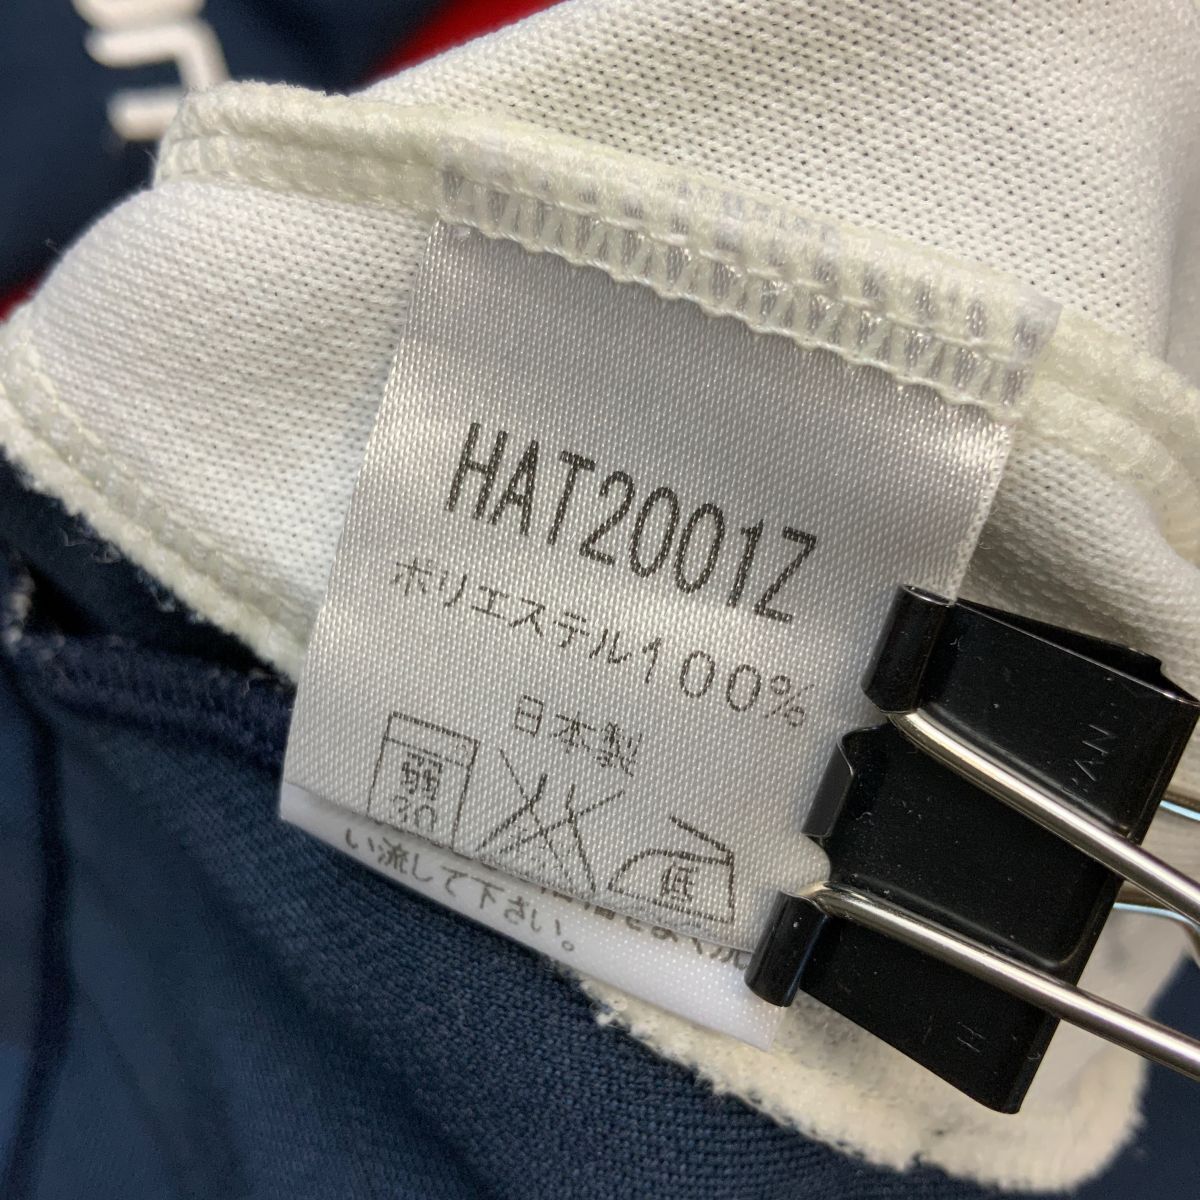 HAT2001Z
ポリエステル100%
日本製
弱
30
低
い流して下さい。